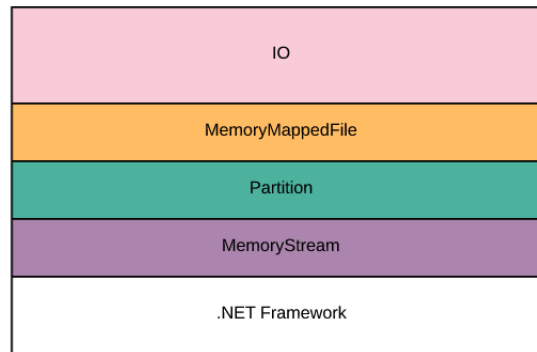 IO
MemoryMappedFile
Partition
MemoryStream
.NET Framework